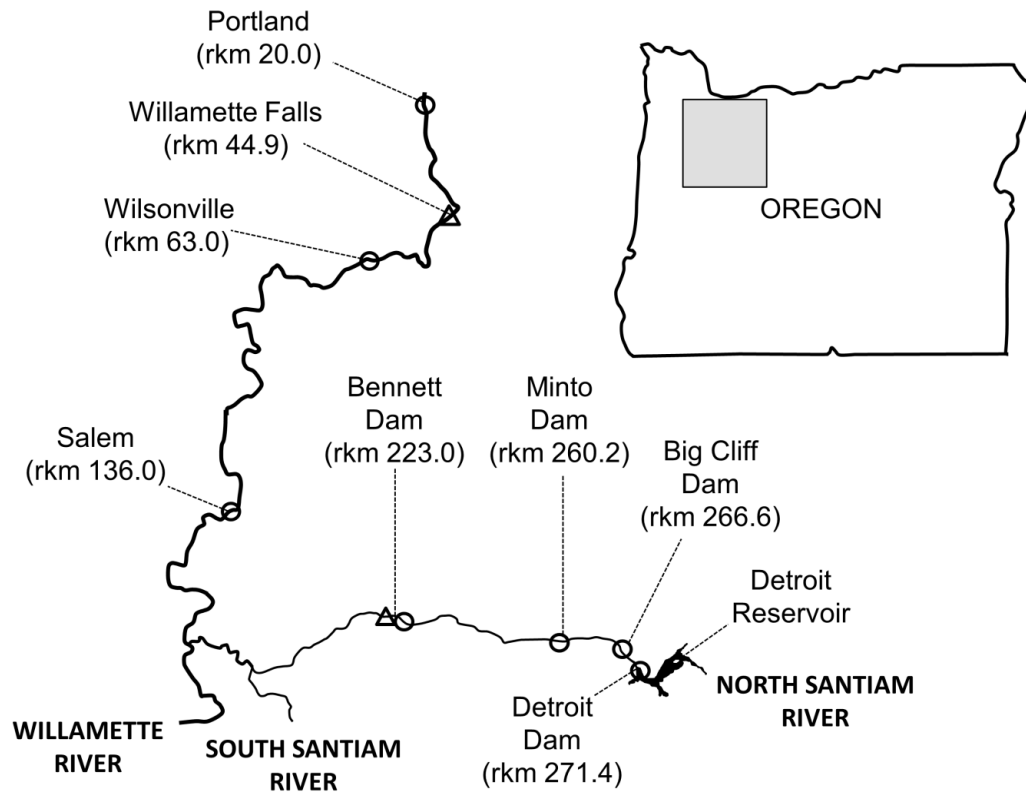 Portland
(rkm 20.0)
Willamette Falls
(rkm 44.9)
Wilsonville
(rkm 63.0)
OREGON
Bennett
Dam
(rkm 223.0)
Minto
Dam
(rkm 260.2)
Big Cliff
Dam
(rkm 266.6)
Salem
(rkm 136.0)
Detroit
Reservoir
NORTH SANTIAM
RIVER
Detroit
Dam
(rkm 271.4)
WILLAMETTE
RIVER
SOUTH SANTIAM
RIVER